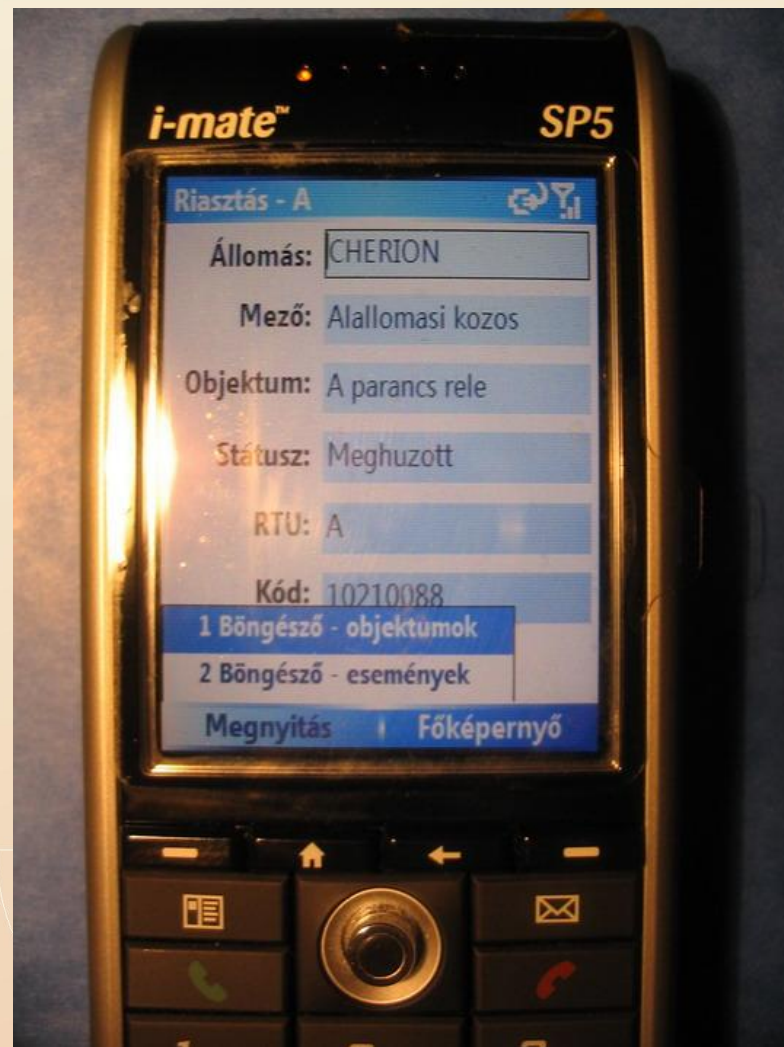 i-mate™ SP5
Riasztás - A
Állomás: CHERION
Mező: Alallomasi kozos
Objektum: A parancs rele
Státusz: Meghuzott
RTU: A
Kód: 10210088
1 Böngésző - objektumok
2 Böngésző - események
Megnyitás Főképernyő